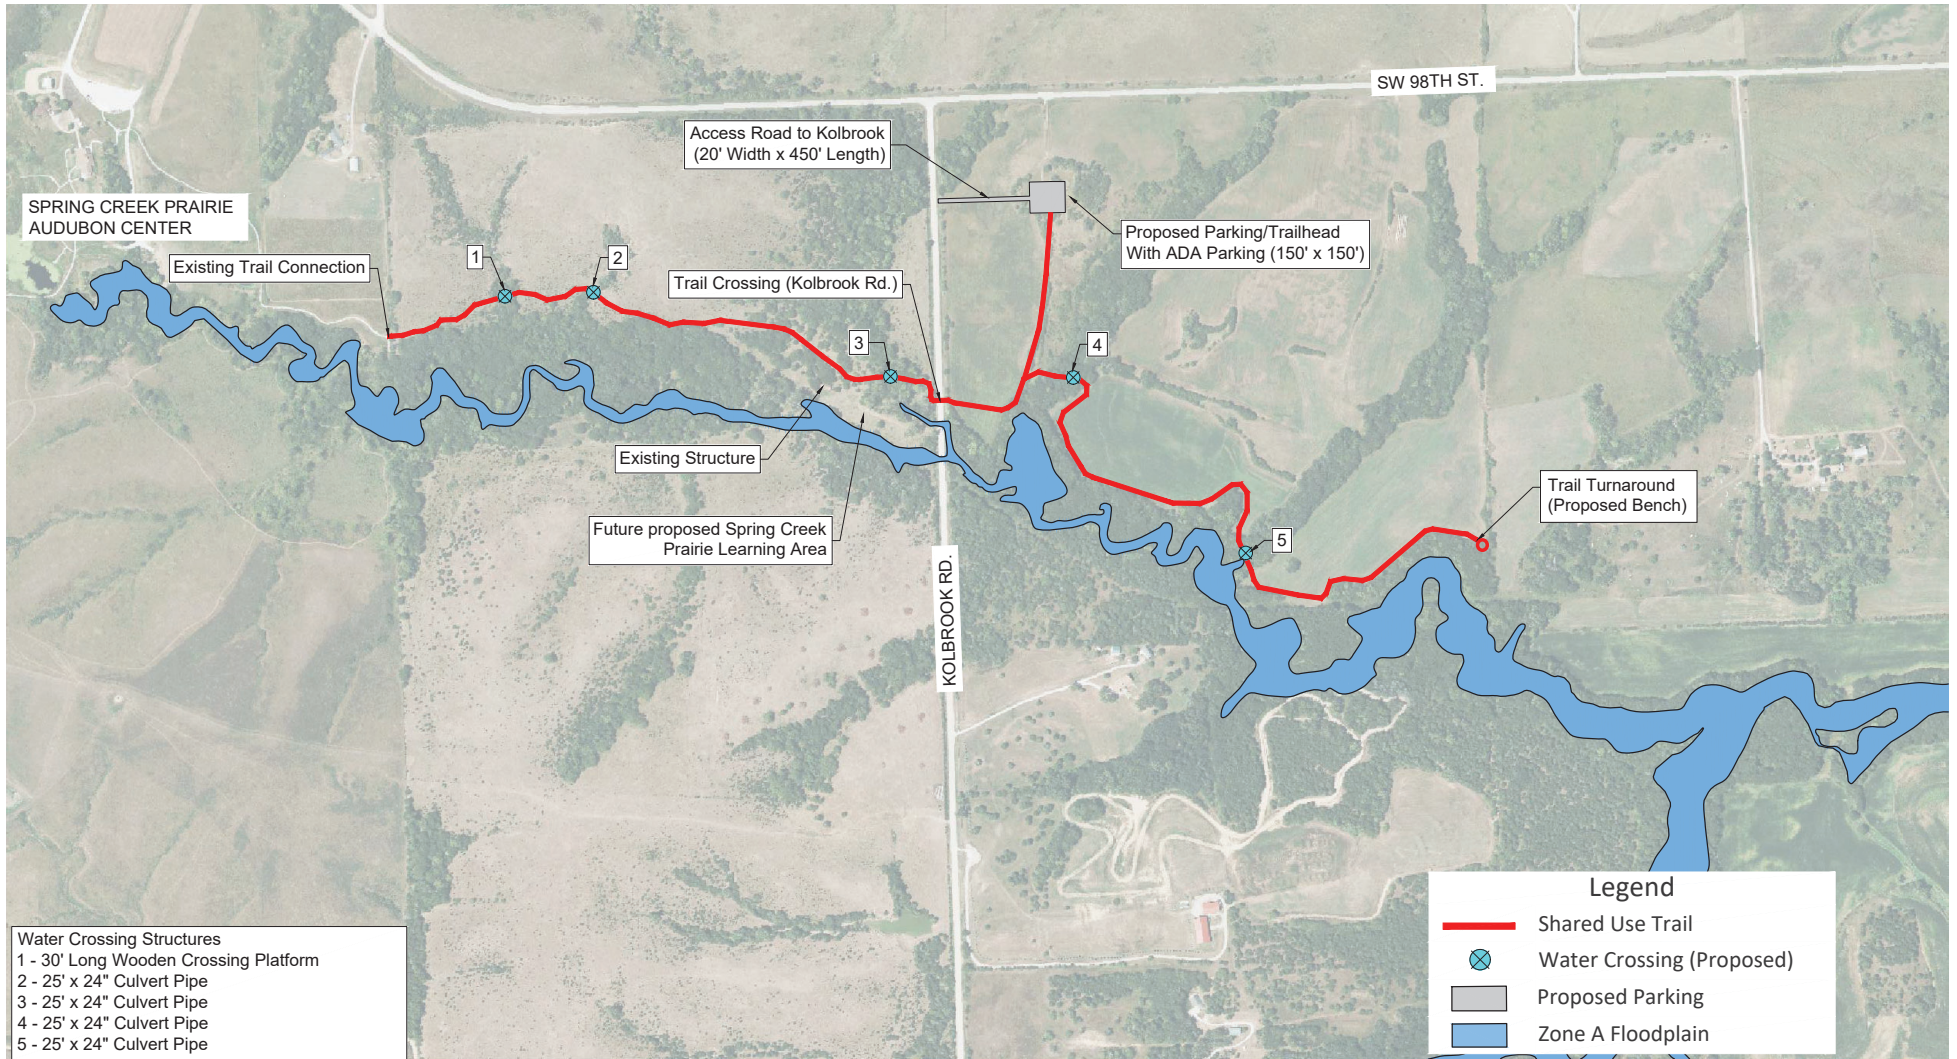 SW 98TH ST.
Access Road to Kolbrook
(20' Width x 450' Length)
SPRING CREEK PRAIRIE
AUDUBON CENTER
Proposed Parking/Trailhead
With ADA Parking (150' x 150')
Existing Trail Connection
1
2
Trail Crossing (Kolbrook Rd.)
3
4
Existing Structure
Trail Turnaround
(Proposed Bench)
Future proposed Spring Creek
Prairie Learning Area
5
KOLBROOK RD.
Water Crossing Structures
1 - 30' Long Wooden Crossing Platform
2 - 25' x 24" Culvert Pipe
3 - 25' x 24" Culvert Pipe
4 - 25' x 24" Culvert Pipe
5 - 25' x 24" Culvert Pipe
Legend
Shared Use Trail
Water Crossing (Proposed)
Proposed Parking
Zone A Floodplain